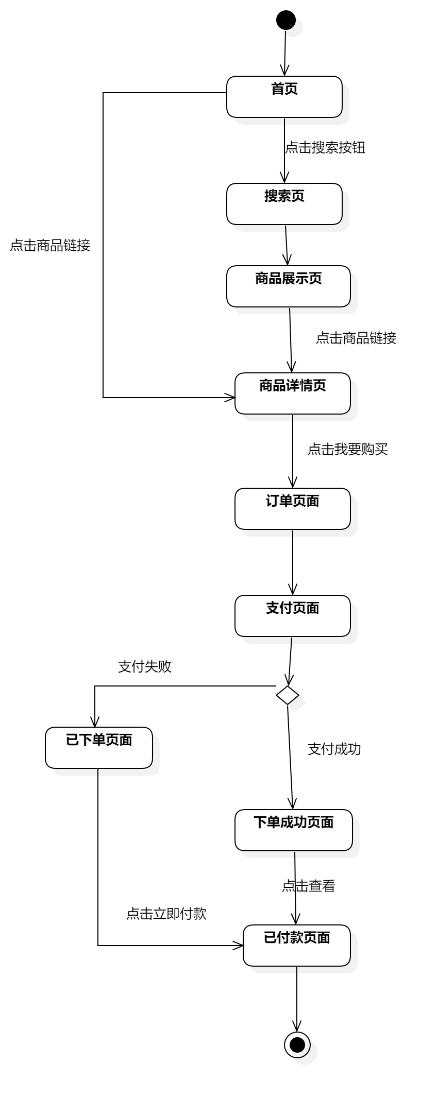 首页
点击搜索按钮
搜索页
点击商品链接
商品展示页
点击商品链接
商品详情页
点击我要购买
订单页面
支付页面
支付失败
已下单页面
支付成功
下单成功页面
点击查看
点击立即付款
已付款页面